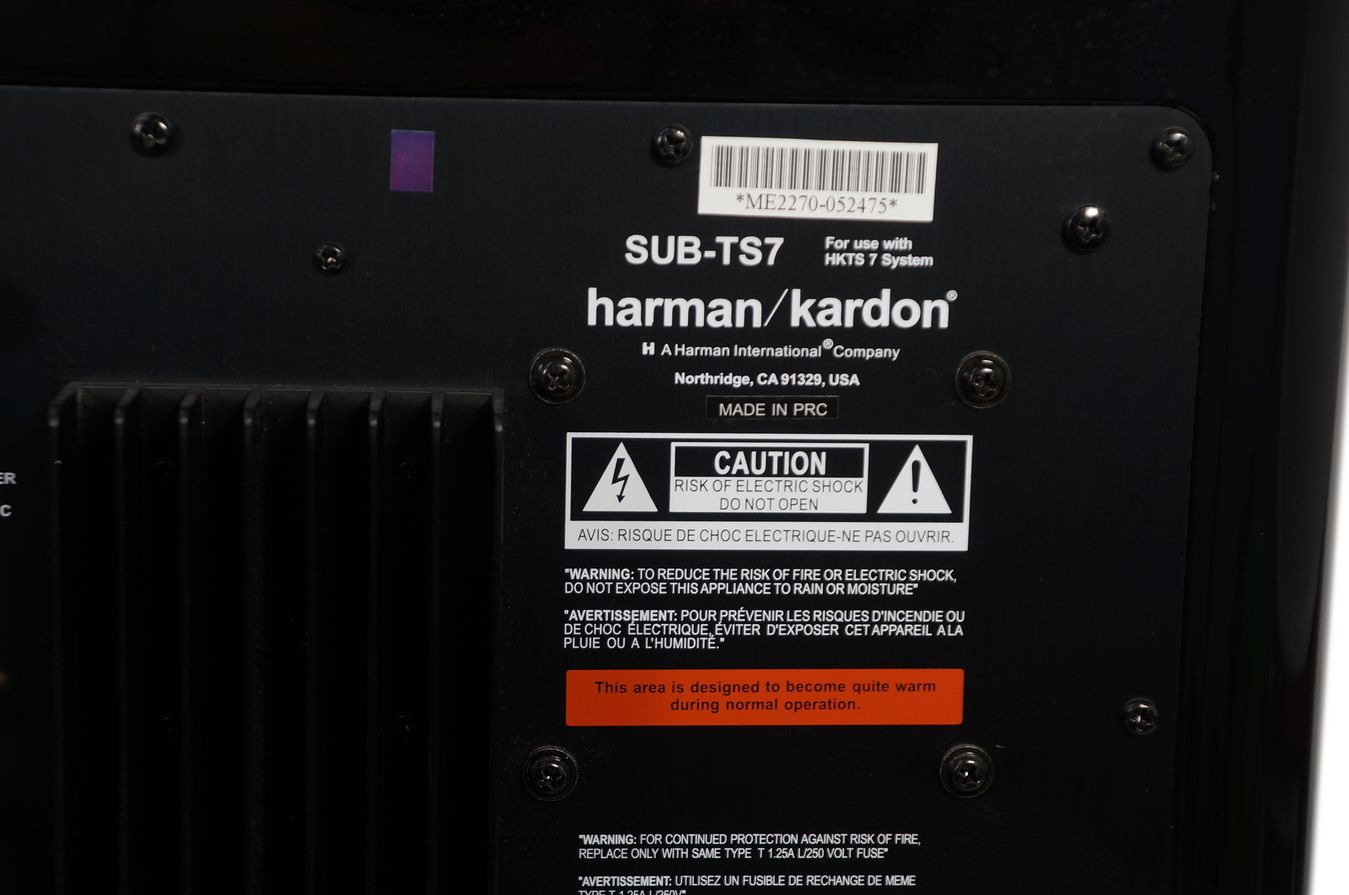 *ME2270-052475*
SUB-TS7
For use with
HKTS 7 System
harman/kardon®
H A Harman International® Company
Northridge, CA 91329, USA
MADE IN PRC
ER
C
CAUTION
RISK OF ELECTRIC SHOCK
DO NOT OPEN
AVIS: RISQUE DE CHOC ELECTRIQUE-NE PAS OUVRIR.
"WARNING: TO REDUCE THE RISK OF FIRE OR ELECTRIC SHOCK,
DO NOT EXPOSE THIS APPLIANCE TO RAIN OR MOISTURE"
"AVERTISSEMENT: POUR PRÉVENIR LES RISQUES D'INCENDIE OU
DE CHOC ÉLECTRIQUE, ÉVITER D'EXPOSER CET APPAREIL A LA
PLUIE OU A L'HUMIDITÉ."
This area is designed to become quite warm
during normal operation.
"WARNING: FOR CONTINUED PROTECTION AGAINST RISK OF FIRE,
REPLACE ONLY WITH SAME TYPE T 1.25A L/250 VOLT FUSE"
"AVERTISSEMENT: UTILISEZ UN FUSIBLE DE RECHANGE DE MEME
TYPE T 1.25A L/250V"